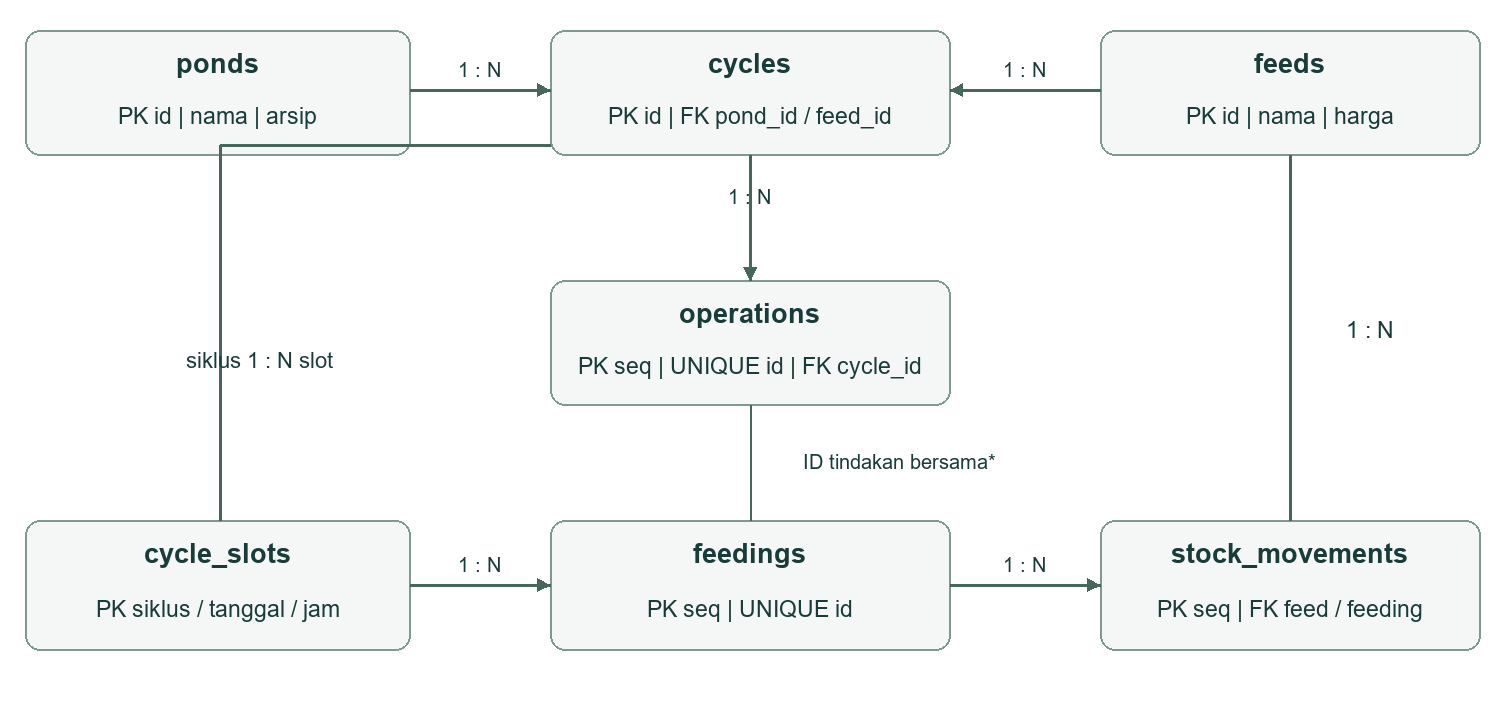 ponds
PK id | nama | arsip
1 : N
cycles
PK id | FK pond_id / feed_id
1 : N
feeds
PK id | nama | harga
1 : N
operations
PK seq | UNIQUE id | FK cycle_id
1 : N
siklus 1 : N slot
ID tindakan bersama*
cycle_slots
PK siklus / tanggal / jam
1 : N
feedings
PK seq | UNIQUE id
1 : N
stock_movements
PK seq | FK feed / feeding